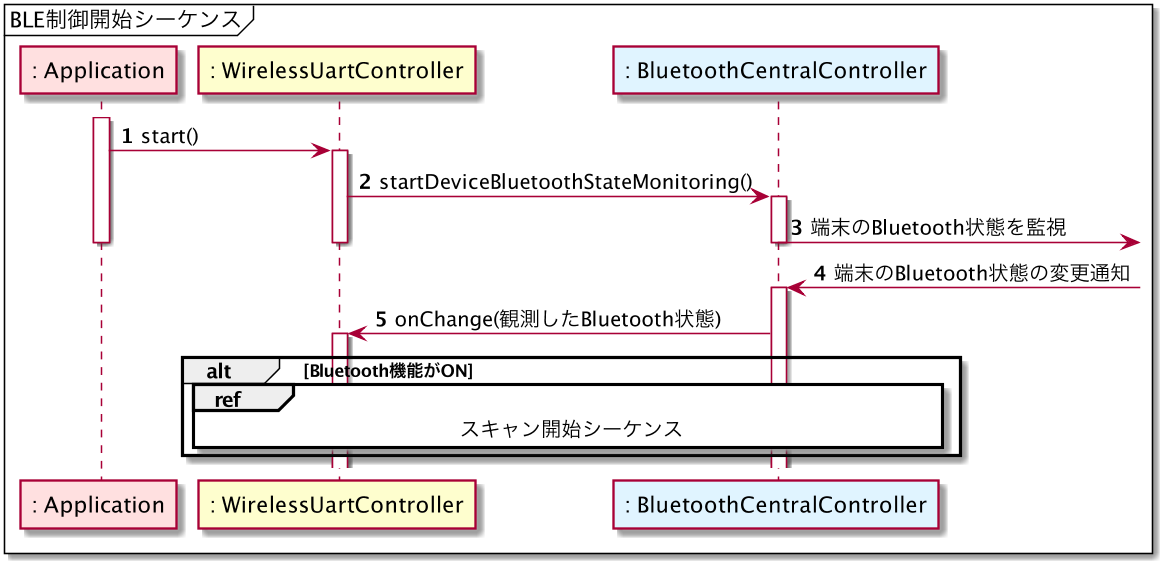 BLE制御開始シーケンス
: Application
: WirelessUartController
: BluetoothCentralController
1 start()
2 startDeviceBluetoothStateMonitoring()
3 端末のBluetooth状態を監視
4 端末のBluetooth状態の変更通知
5 onChange(観測したBluetooth状態)
alt [Bluetooth機能がON]
ref
スキャン開始シーケンス
: Application
: WirelessUartController
: BluetoothCentralController